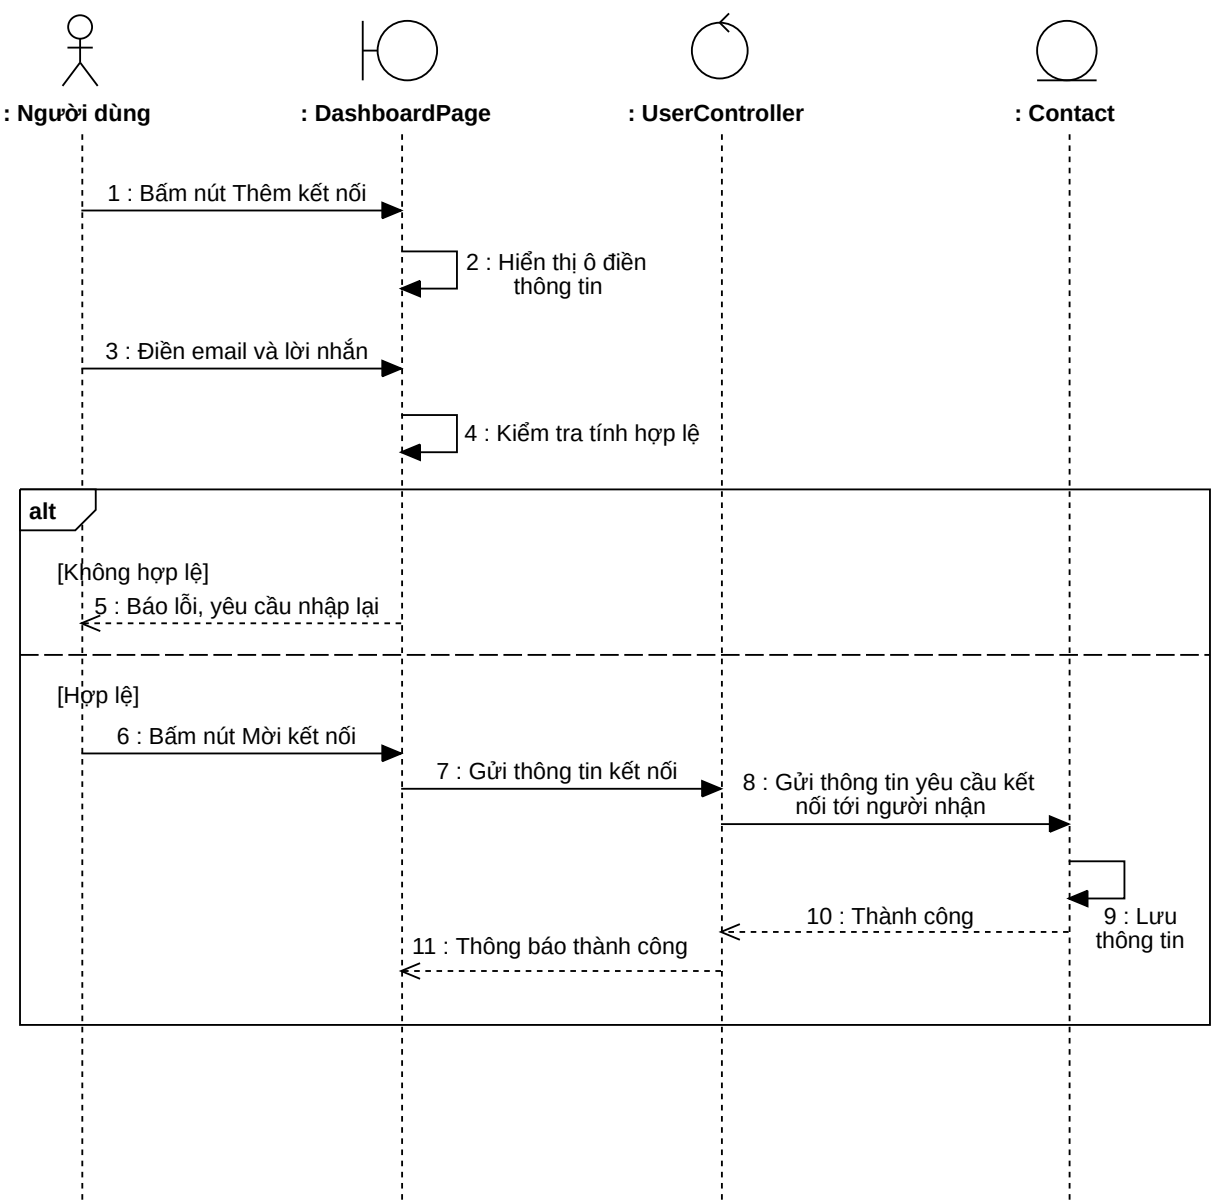 : Người dùng
: DashboardPage
: UserController
: Contact
1 : Bấm nút Thêm kết nối
2 : Hiển thị ô điền
thông tin
3 : Điền email và lời nhắn
4 : Kiểm tra tính hợp lệ
alt
[Không hợp lệ]
5 : Báo lỗi, yêu cầu nhập lại
[Hợp lệ]
6 : Bấm nút Mời kết nối
7 : Gửi thông tin kết nối
8 : Gửi thông tin yêu cầu kết
nối tới người nhận
9 : Lưu
thông tin
10 : Thành công
11 : Thông báo thành công